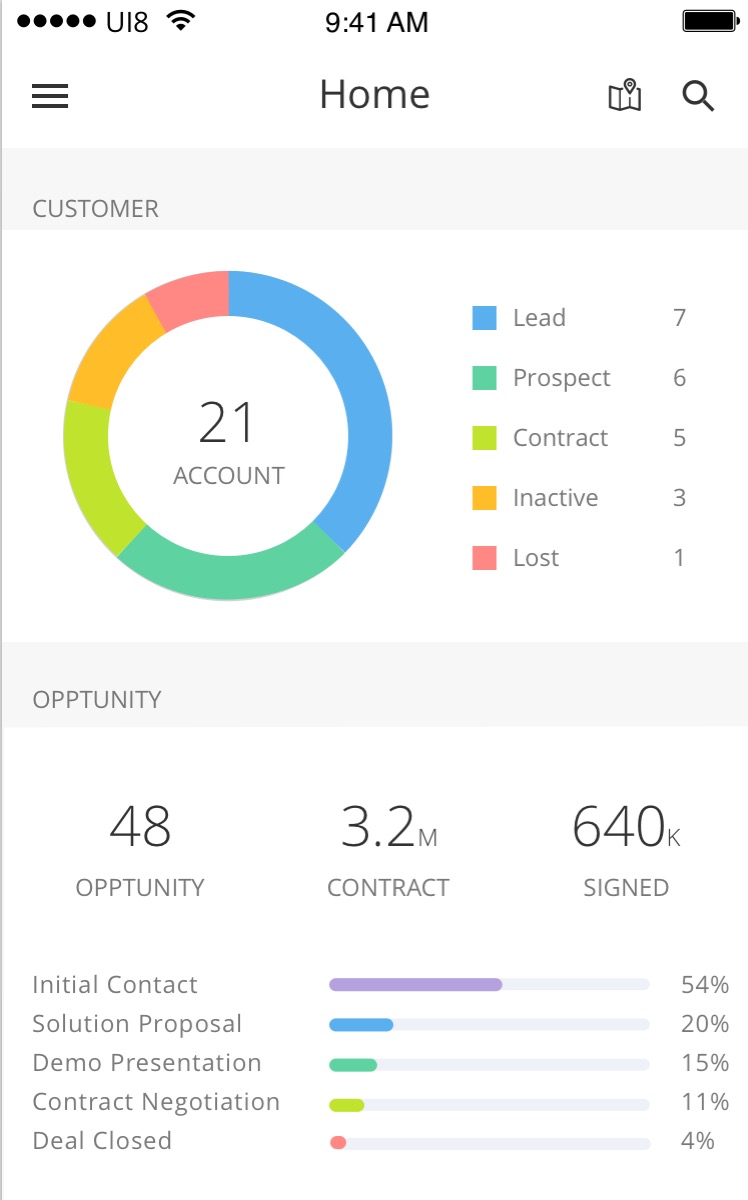 ●●●●● UI8 9:41 AM
Home
CUSTOMER
21
ACCOUNT
Lead 7
Prospect 6
Contract 5
Inactive 3
Lost 1
OPPTUNITY
48 3.2M 640K
OPPTUNITY CONTRACT SIGNED
Initial Contact 54%
Solution Proposal 20%
Demo Presentation 15%
Contract Negotiation 11%
Deal Closed 4%